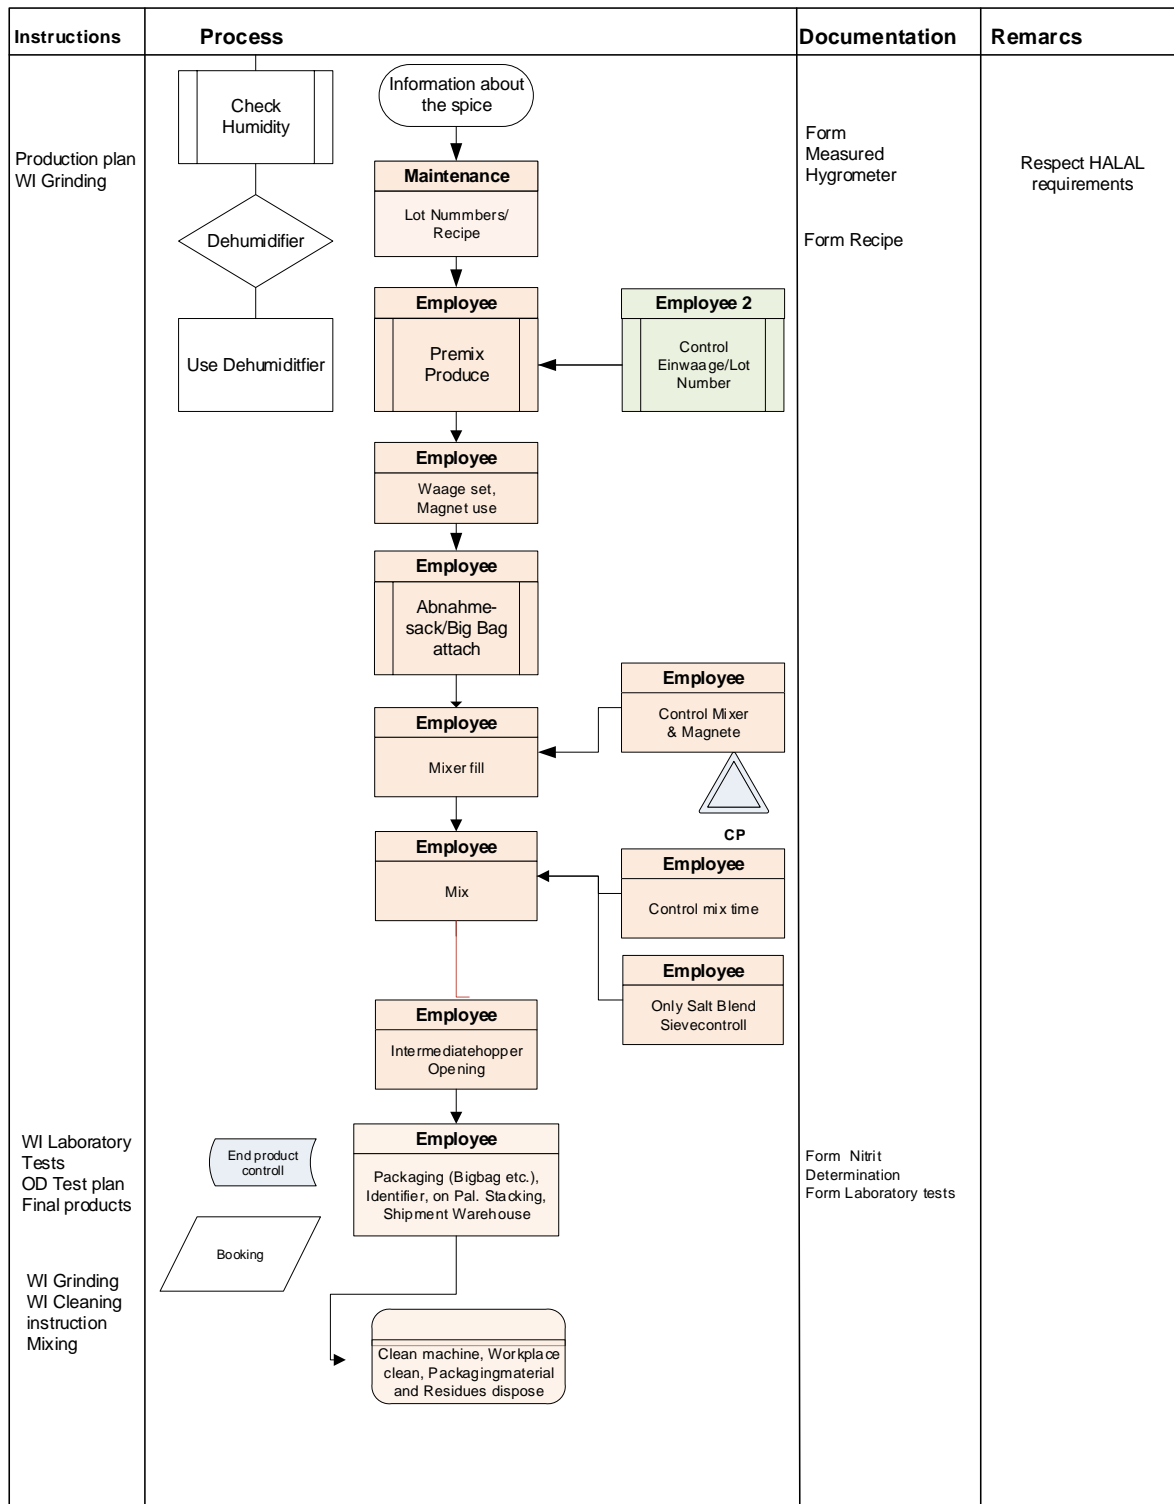 Instructions
Process
Documentation
Remarcs
Check
Humidity
Information about
the spice
Production plan
WI Grinding
Form
Measured
Hygrometer
Respect HALAL
requirements
Maintenance
Lot Nummbers/
Recipe
Dehumidifier
Form Recipe
Use Dehumiditfier
Employee
Premix
Produce
Employee 2
Control
Einwaage/Lot
Number
Employee
Waage set,
Magnet use
Employee
Abnahme-
sack/Big Bag
attach
Employee
Control Mixer
& Magnete
Employee
Mixer fill
CP
Employee
Mix
Employee
Control mix time
Employee
Only Salt Blend
Sievecontroll
Employee
Intermediatehopper
Opening
WI Laboratory
Tests
OD Test plan
Final products
End product
controll
Employee
Packaging (Bigbag etc.),
Identifier, on Pal. Stacking,
Shipment Warehouse
Form  Nitrit
Determination
Form Laboratory tests
Booking
WI Grinding
WI Cleaning
instruction
Mixing
Clean machine, Workplace
clean, Packagingmaterial
and Residues dispose